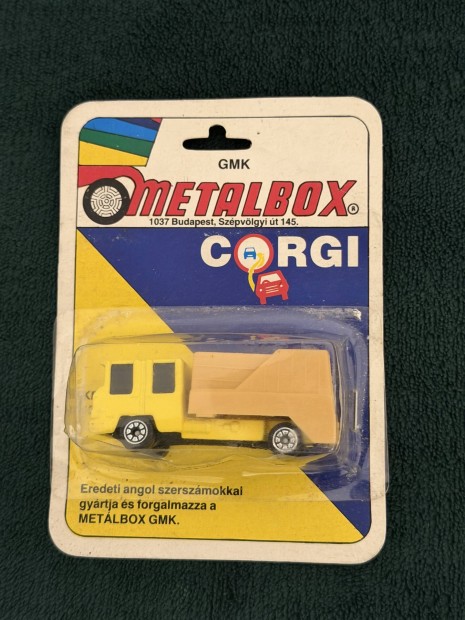 GMK
METALBOX ®
1037 Budapest, Szépvölgyi út 145.
CORGI
Eredeti angol szerszámokkal
gyártja és forgalmazza a
METALBOX GMK.